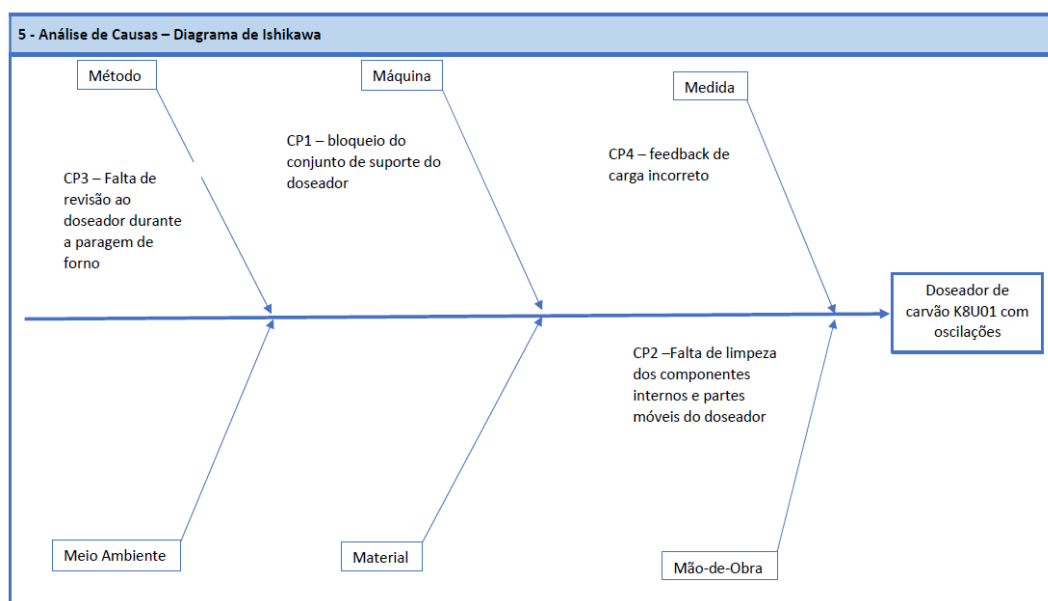 5 - Análise de Causas – Diagrama de Ishikawa
Método
Máquina
Medida
CP3 – Falta de
revisão ao
doseador durante
a paragem de
forno
CP1 – bloqueio do
conjunto de suporte do
doseador
CP4 – feedback de
carga incorreto
Doseador de
carvão K8U01 com
oscilações
CP2 –Falta de limpeza
dos componentes
internos e partes
móveis do doseador
Meio Ambiente
Material
Mão-de-Obra